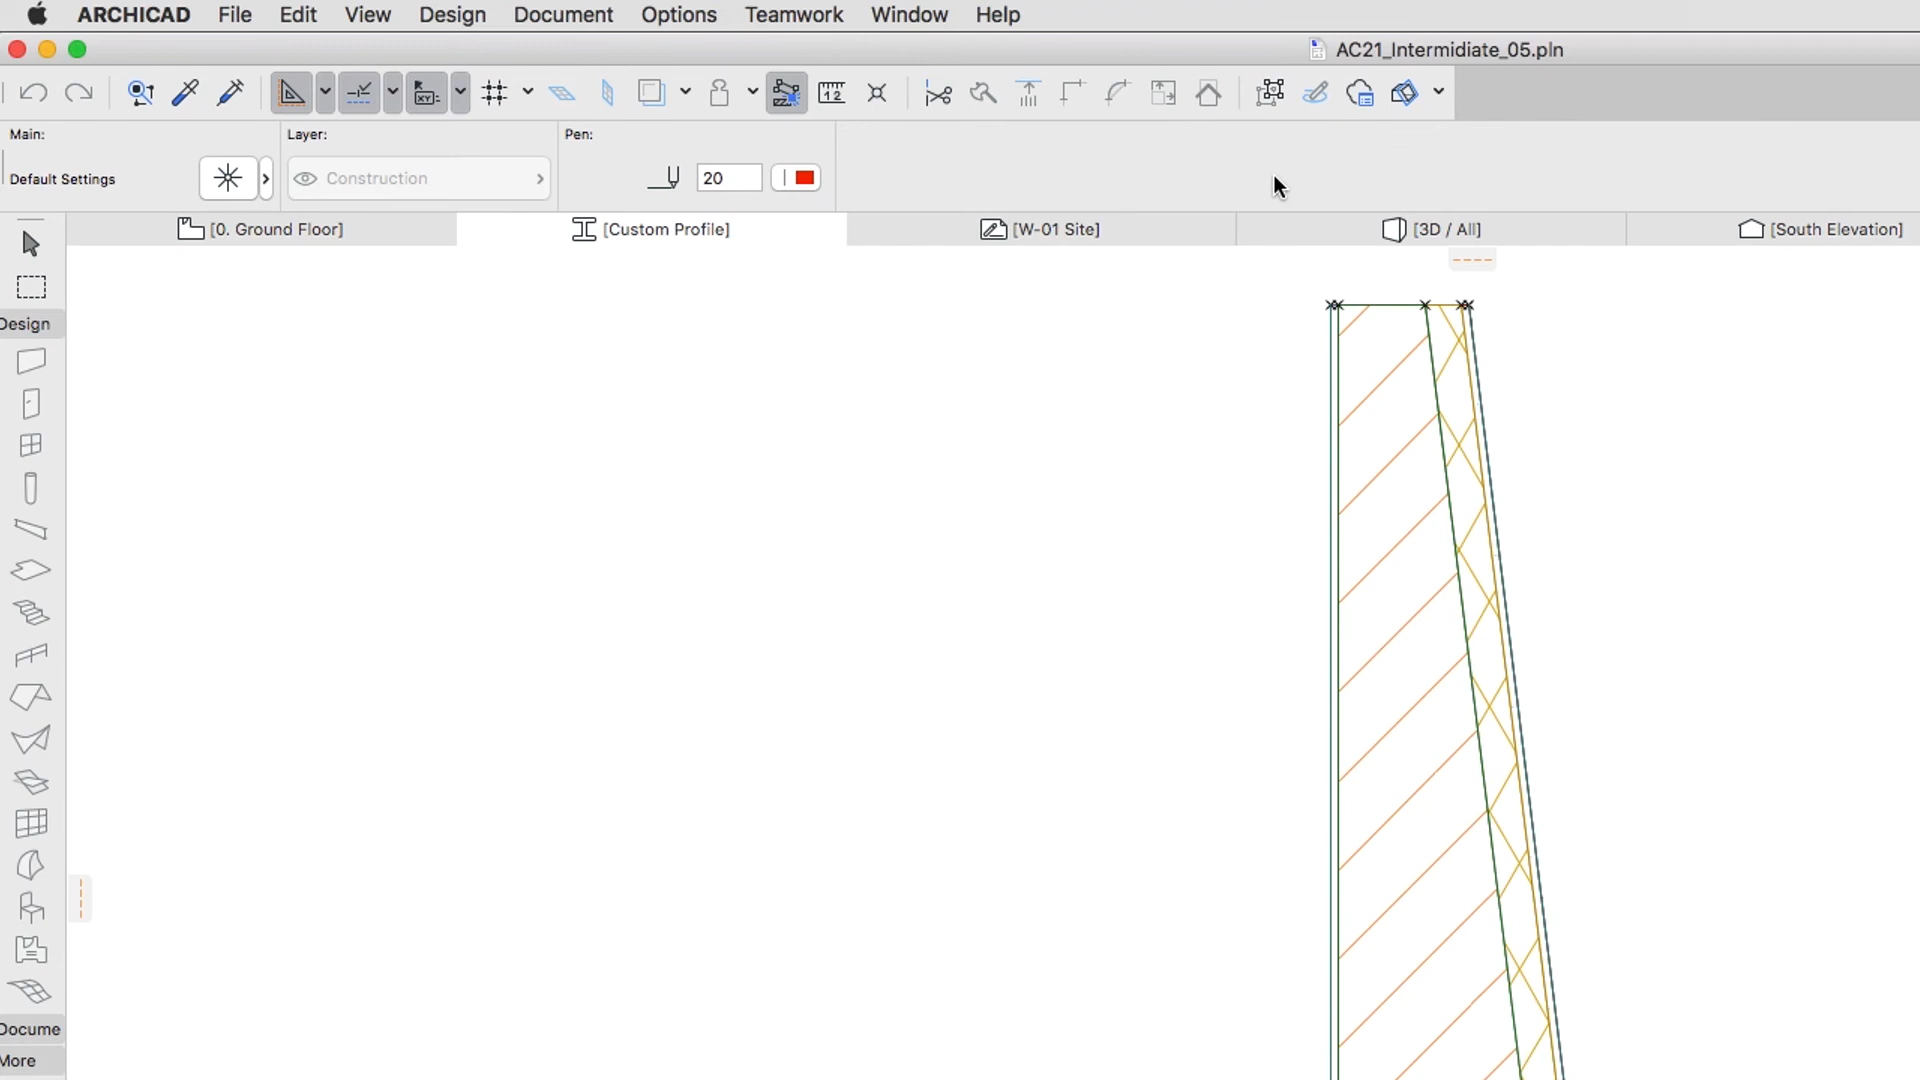 ARCHICAD File Edit View Design Document Options Teamwork Window Help
AC21_Intermidiate_05.pln
Main:
Layer:
Pen:
Default Settings
Construction
20
[0. Ground Floor]
[Custom Profile]
[W-01 Site]
[3D / All]
[South Elevation]
Design
Docume
More